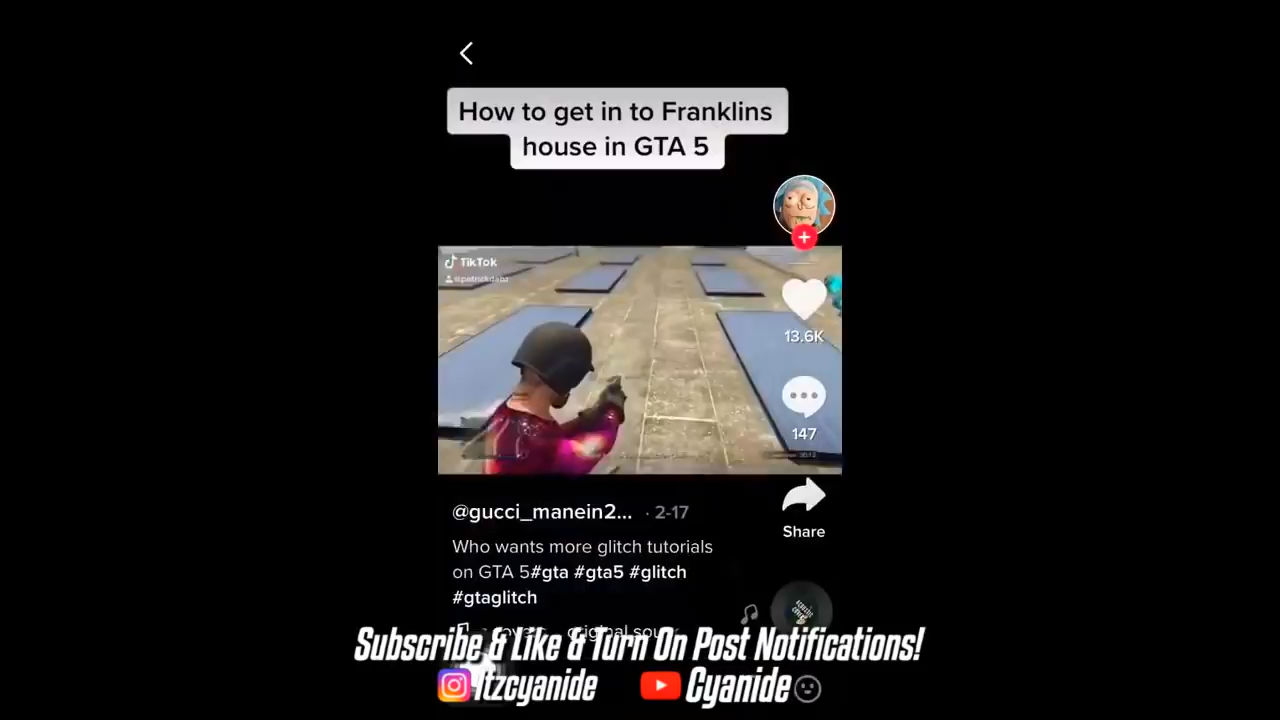 How to get in to Franklins
house in GTA 5
TikTok
13.6K
147
@gucci_manein2... · 2-17
Share
Who wants more glitch tutorials
on GTA 5#gta #gta5 #glitch
#gtaglitch
original sou
Subscribe & Like & Turn On Post Notifications!
Itzcyanide
Cyanide